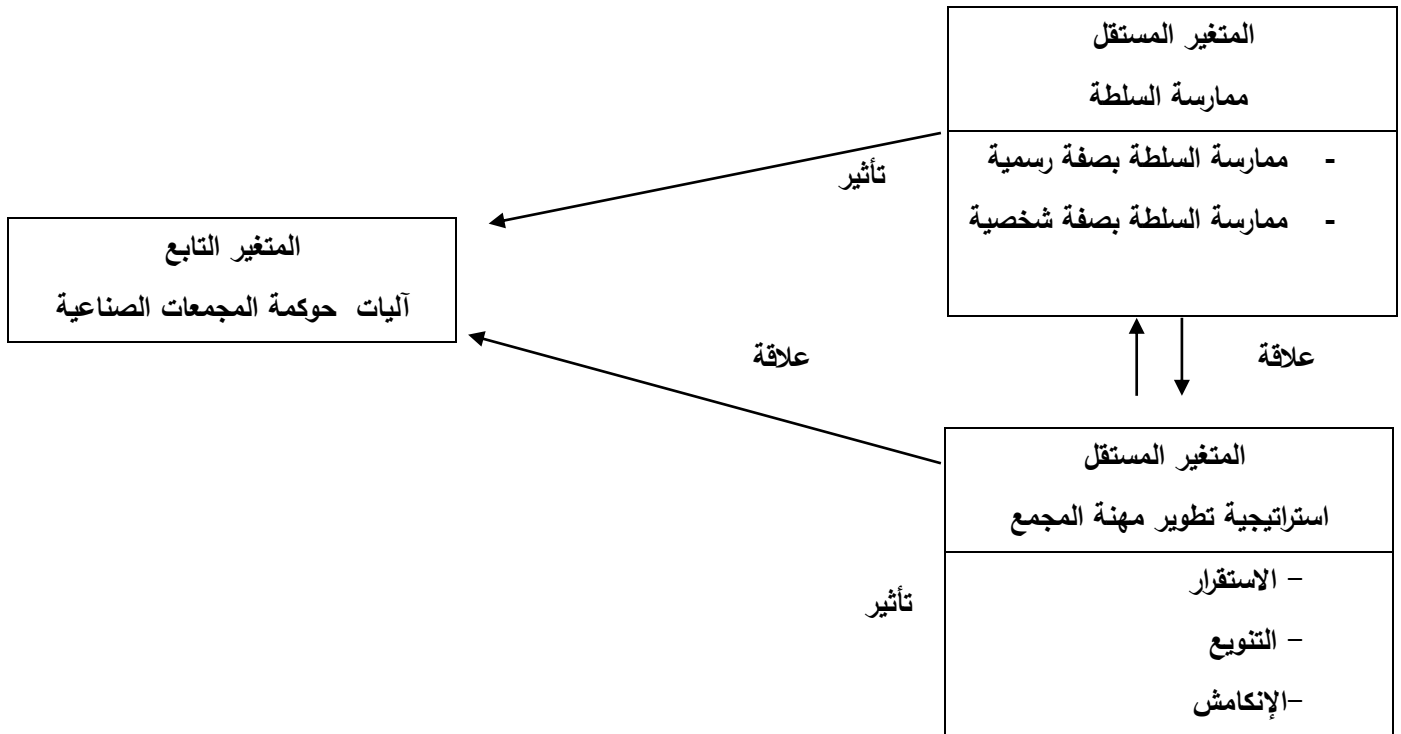 المتغير المستقل
ممارسة السلطة
- ممارسة السلطة بصفة رسمية
- ممارسة السلطة بصفة شخصية
تأثير
المتغير التابع
آليات حوكمة المجمعات الصناعية
علاقة
علاقة
المتغير المستقل
استراتيجية تطوير مهنة المجمع
– الاستقرار
– التنويع
–الإنكامش
تأثير